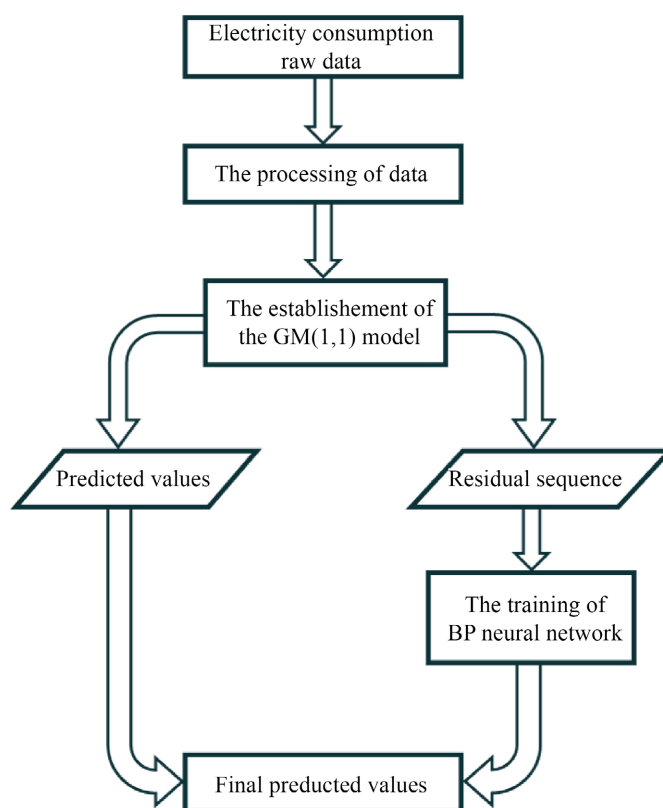 Electricity consumption
raw data
The processing of data
The establishement of
the GM(1,1) model
Predicted values
Residual sequence
The training of
BP neural network
Final preducted values